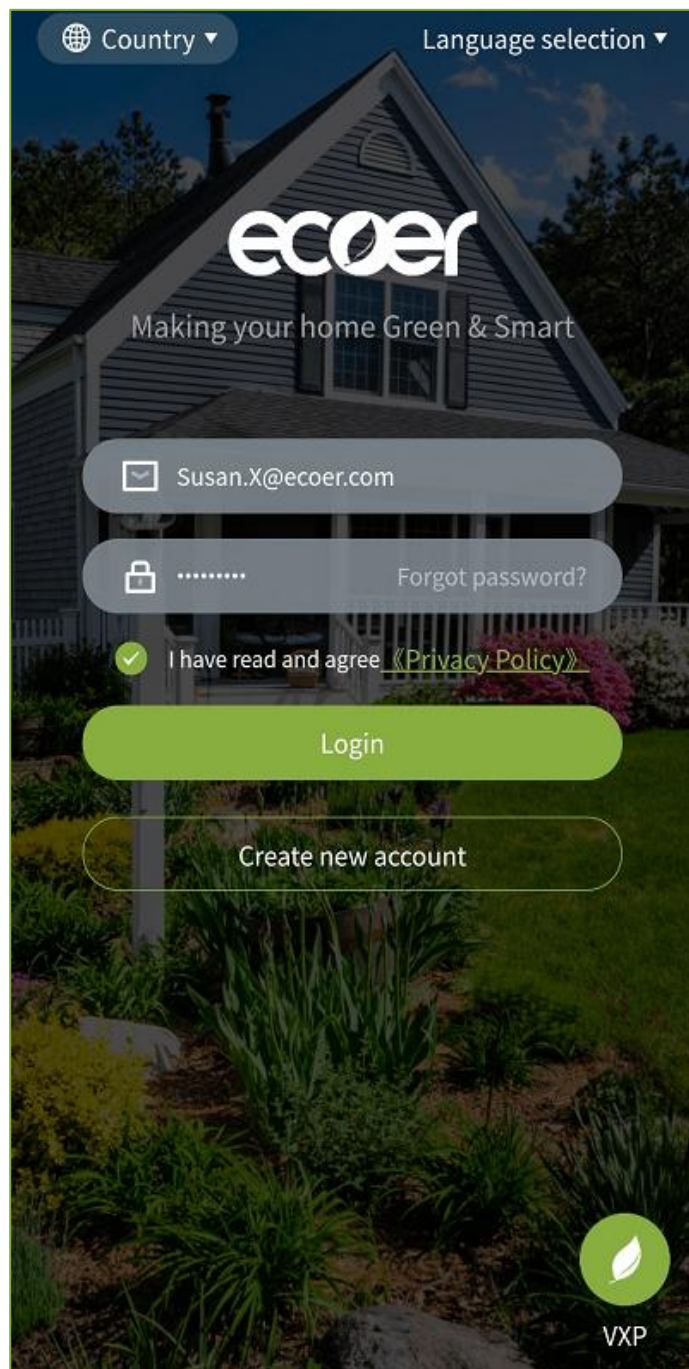 Country
Language selection
ecoer
Making your home Green & Smart
Susan.X@ecoer.com
•••••••••
Forgot password?
I have read and agree《Privacy Policy》
Login
Create new account
VXP